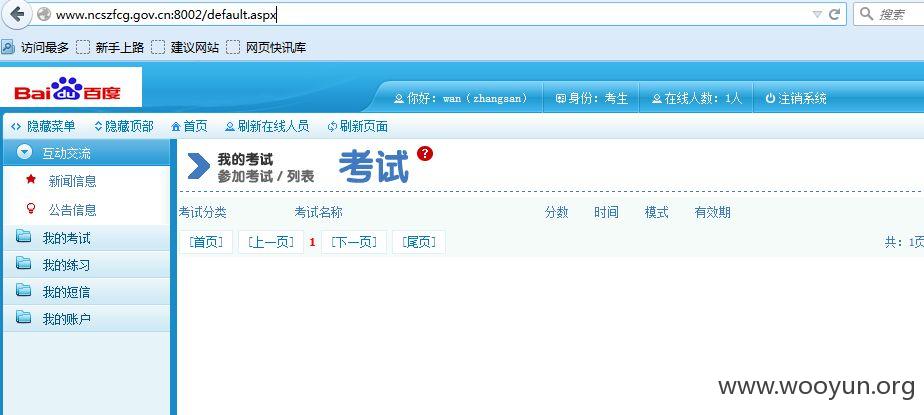 www.ncszfcg.gov.cn:8002/default.aspx 搜索
访问最多 新手上路 建议网站 网页快讯库
Bai du 百度
你好：wan（zhangsan） 身份：考生 在线人数：1人 注销系统
隐藏菜单 隐藏顶部 首页 刷新在线人员 刷新页面
互动交流
新闻信息
公告信息
我的考试
我的练习
我的短信
我的账户
我的考试
参加考试 / 列表
考试 ?
考试分类 考试名称 分数 时间 模式 有效期
[首页] [上一页] 1 [下一页] [尾页] 共：1页
www.wooyun.org